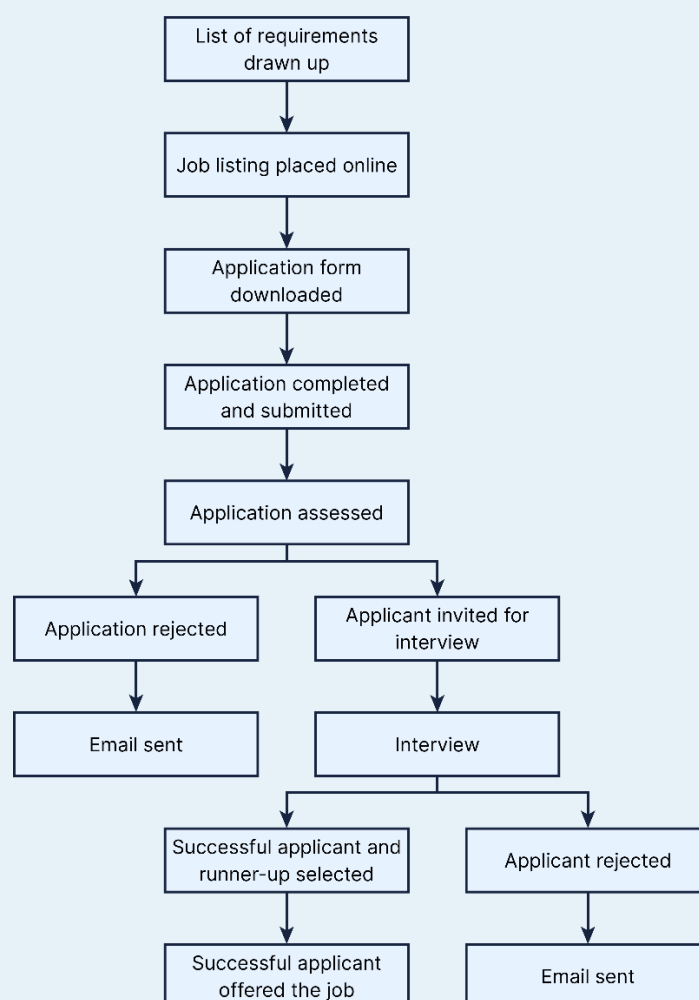 List of requirements
drawn up
Job listing placed online
Application form
downloaded
Application completed
and submitted
Application assessed
Application rejected
Applicant invited for
interview
Email sent
Interview
Successful applicant and
runner-up selected
Applicant rejected
Successful applicant
offered the job
Email sent